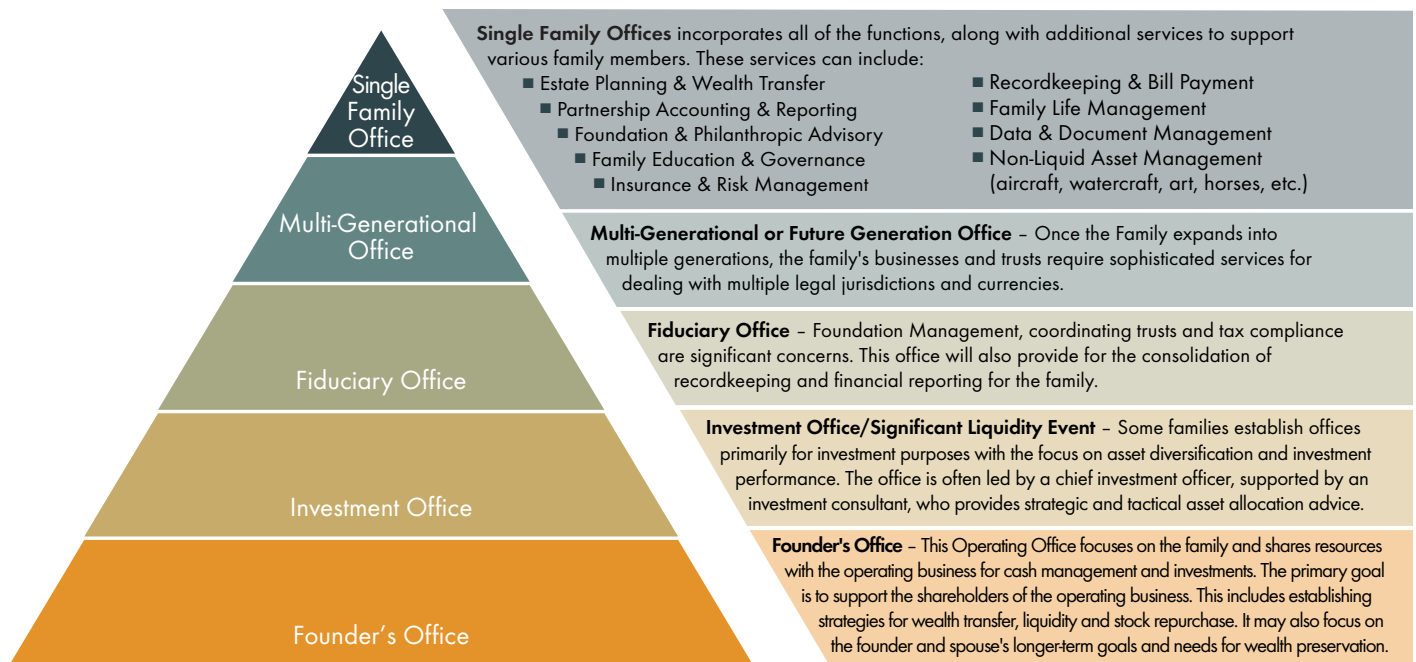 Single
Family
Office
Single Family Offices incorporates all of the functions, along with additional services to support
various family members. These services can include:
■ Estate Planning & Wealth Transfer
■ Partnership Accounting & Reporting
■ Foundation & Philanthropic Advisory
■ Family Education & Governance
■ Insurance & Risk Management
■ Recordkeeping & Bill Payment
■ Family Life Management
■ Data & Document Management
■ Non-Liquid Asset Management
(aircraft, watercraft, art, horses, etc.)
Multi-Generational
Office
Multi-Generational or Future Generation Office – Once the Family expands into
multiple generations, the family's businesses and trusts require sophisticated services for
dealing with multiple legal jurisdictions and currencies.
Fiduciary Office
Fiduciary Office – Foundation Management, coordinating trusts and tax compliance
are significant concerns. This office will also provide for the consolidation of
recordkeeping and financial reporting for the family.
Investment Office
Investment Office/Significant Liquidity Event – Some families establish offices
primarily for investment purposes with the focus on asset diversification and investment
performance. The office is often led by a chief investment officer, supported by an
investment consultant, who provides strategic and tactical asset allocation advice.
Founder’s Office
Founder's Office – This Operating Office focuses on the family and shares resources
with the operating business for cash management and investments. The primary goal
is to support the shareholders of the operating business. This includes establishing
strategies for wealth transfer, liquidity and stock repurchase. It may also focus on
the founder and spouse's longer-term goals and needs for wealth preservation.